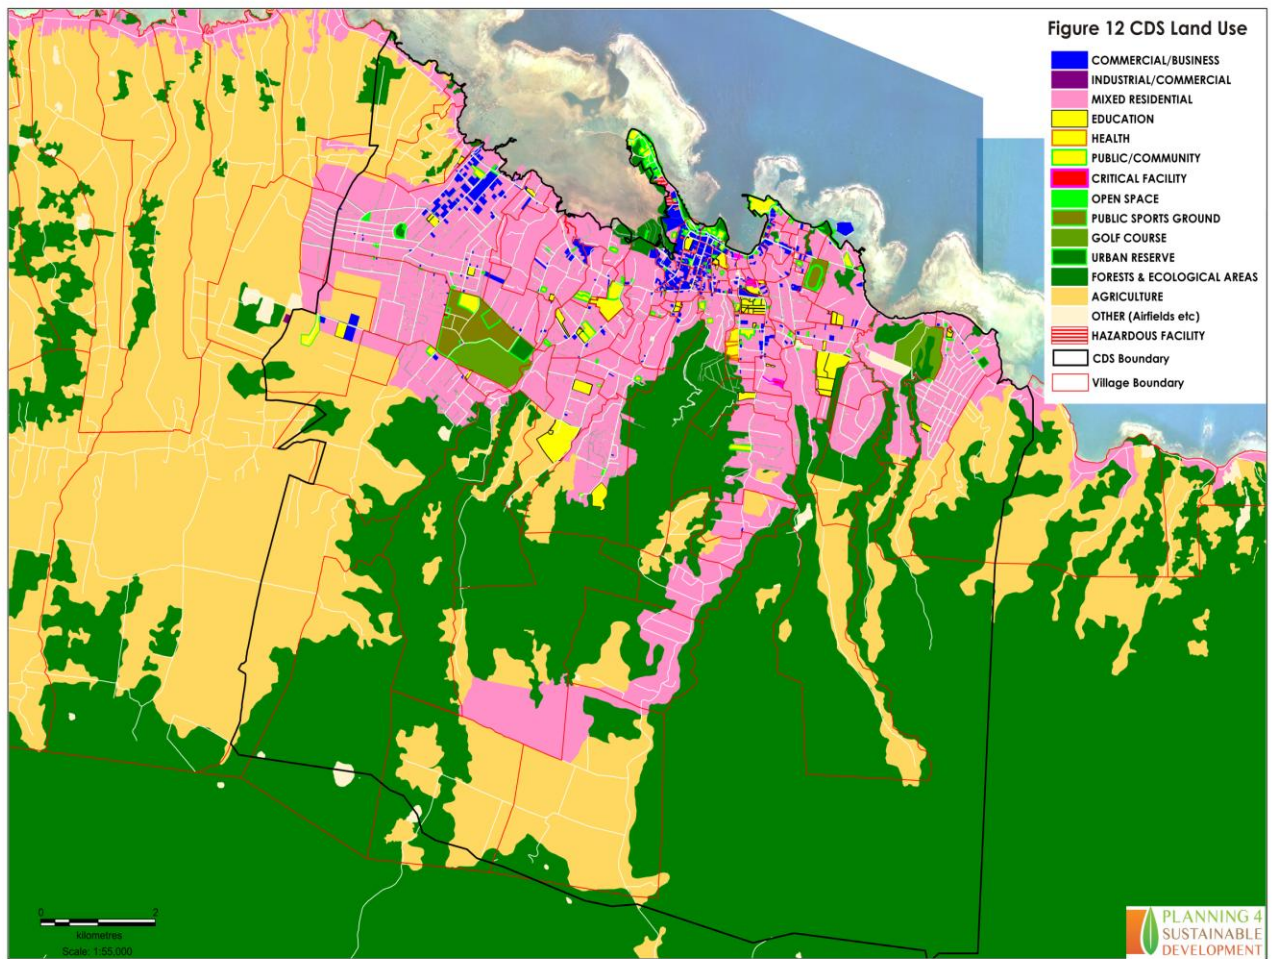 Figure 12 CDS Land Use
COMMERCIAL/BUSINESS
INDUSTRIAL/COMMERCIAL
MIXED RESIDENTIAL
EDUCATION
HEALTH
PUBLIC/COMMUNITY
CRITICAL FACILITY
OPEN SPACE
PUBLIC SPORTS GROUND
GOLF COURSE
URBAN RESERVE
FORESTS & ECOLOGICAL AREAS
AGRICULTURE
OTHER (Airfields etc)
HAZARDOUS FACILITY
CDS Boundary
Village Boundary
0 2
kilometres
Scale: 1:55,000
PLANNING 4
SUSTAINABLE
DEVELOPMENT